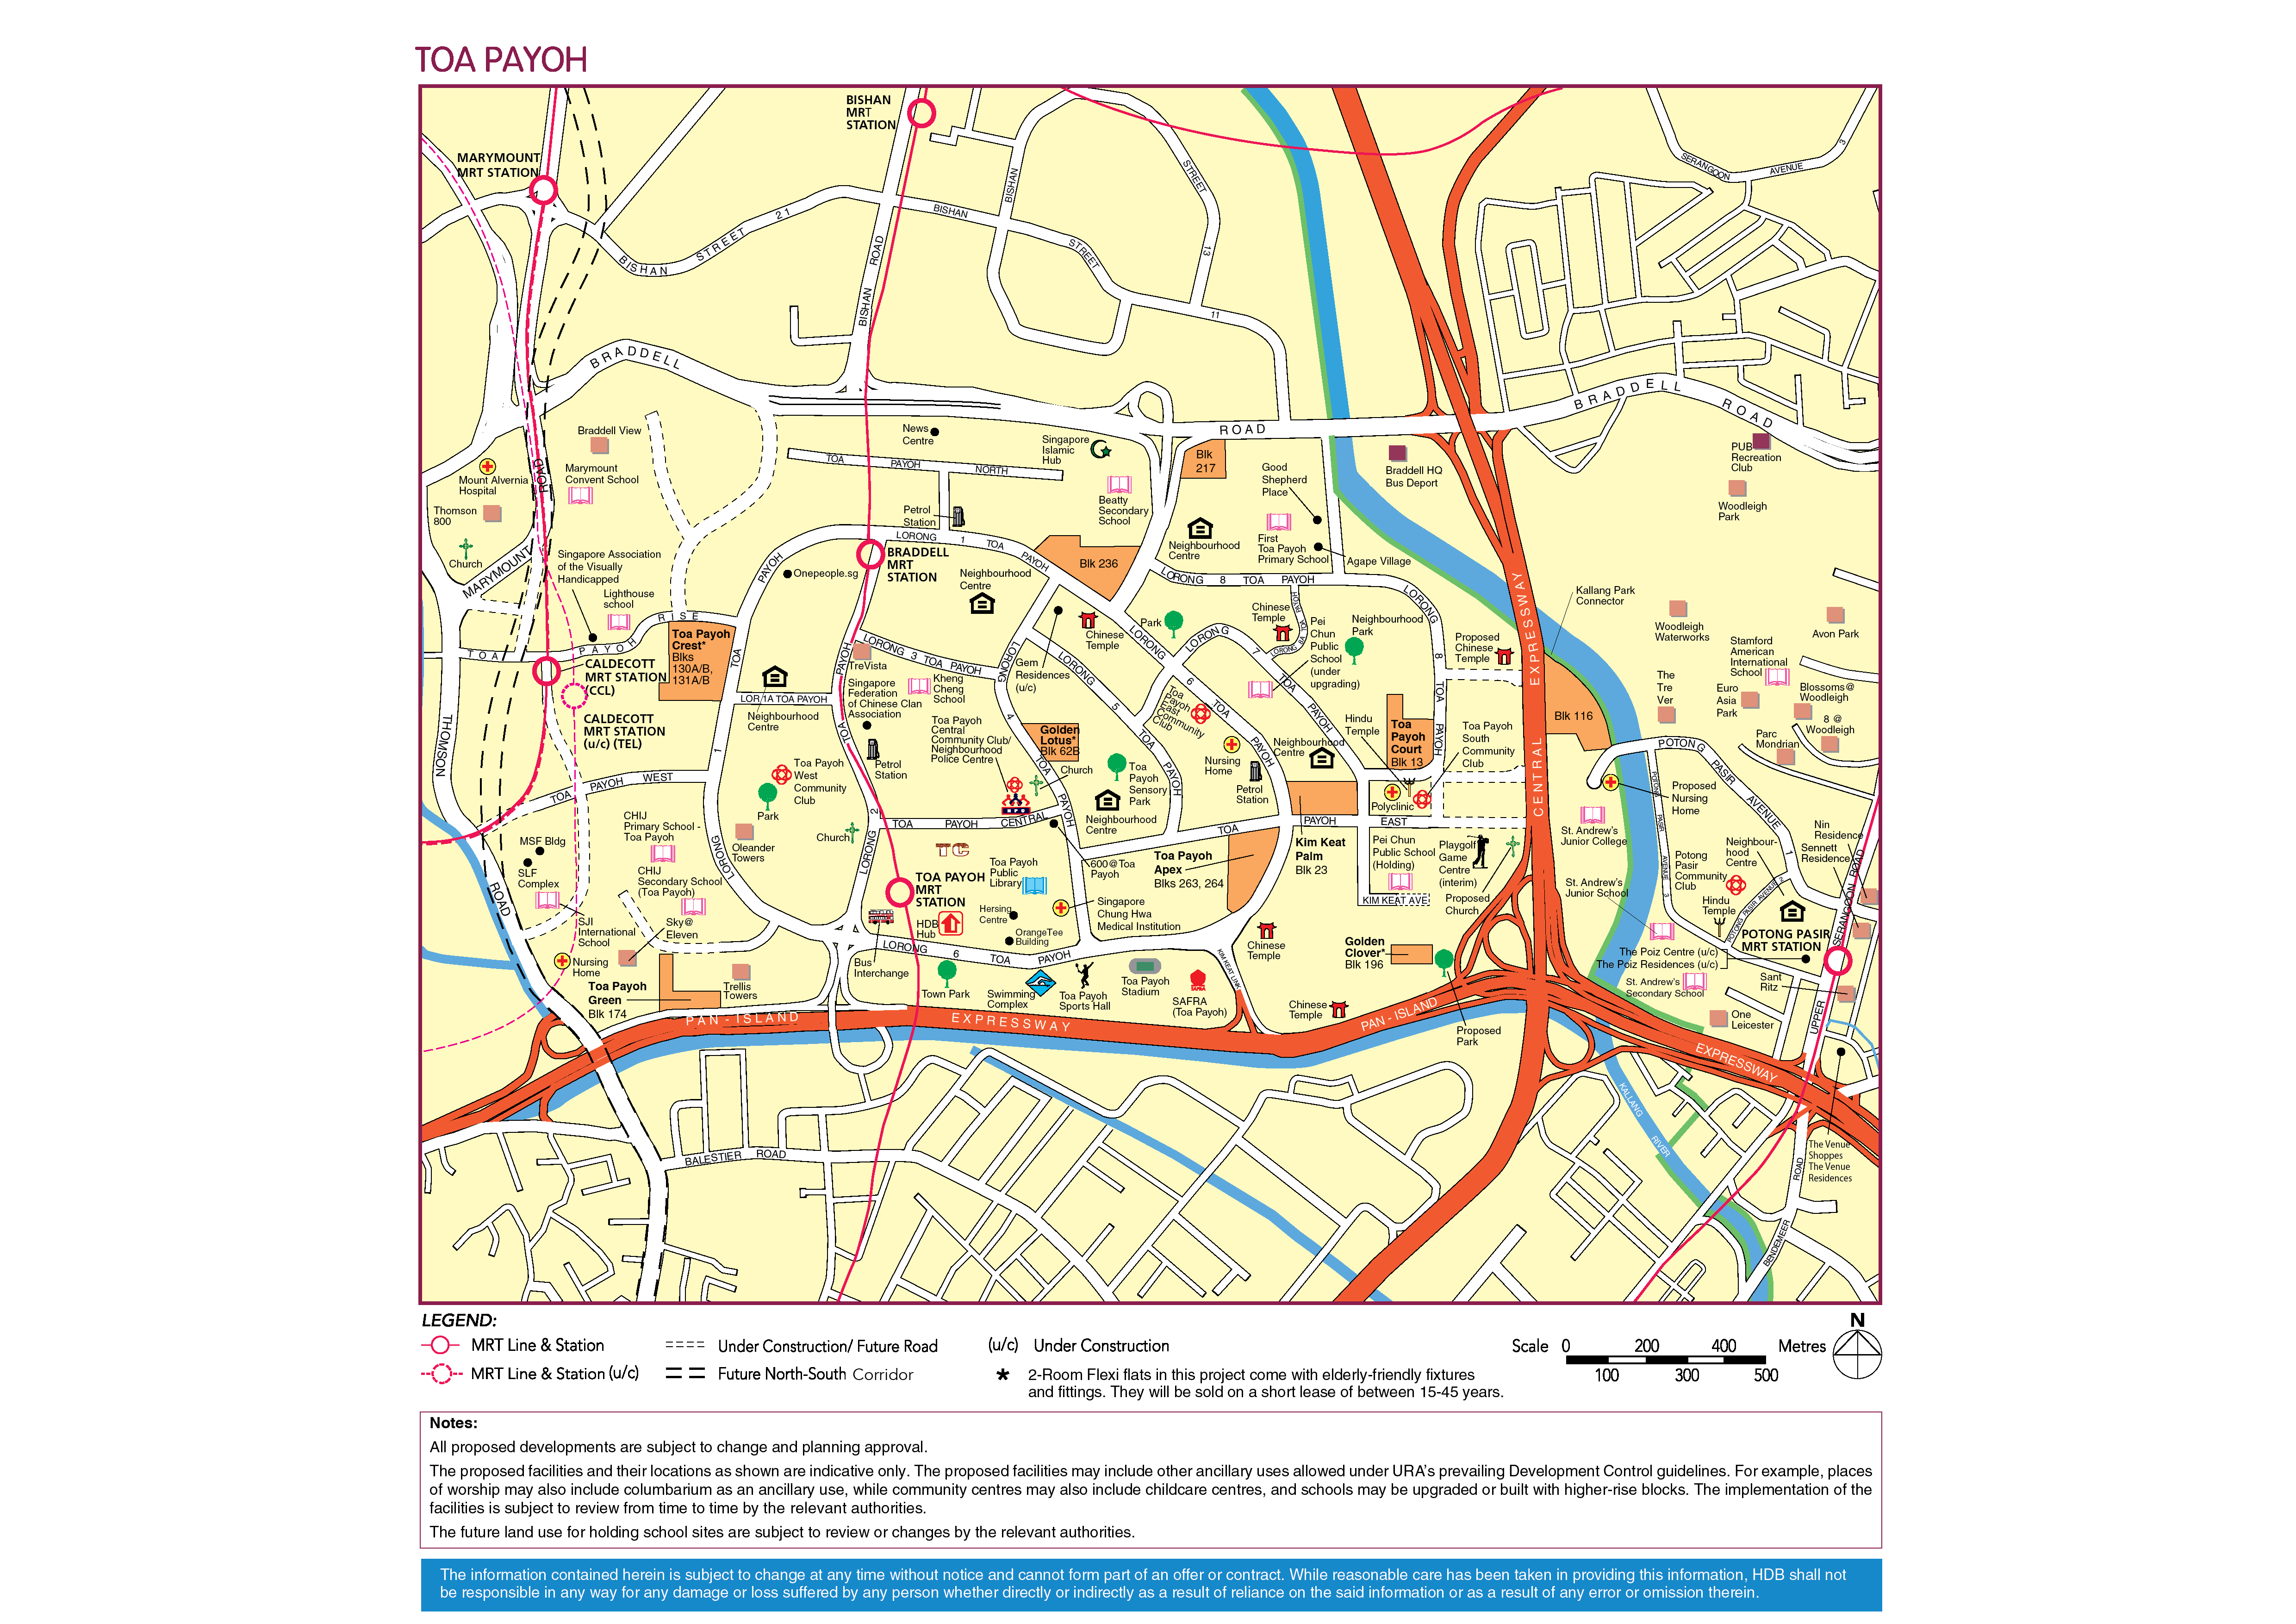 TOA PAYOH
BISHAN
MRT
STATION
MARYMOUNT
MRT STATION
BISHAN
STREET
21
BISHAN
ROAD
BISHAN
BISHAN
STREET
11
BISHAN
STREET
13
SERANGOON
AVENUE
3
BRADDELL
ROAD
BRADDELL
ROAD
Braddell View
Marymount
Convent School
Mount Alvernia
Hospital
Thomson
800
Church
MARYMOUNT
ROAD
News
Centre
TOA
PAYOH
NORTH
Singapore
Islamic
Hub
Beatty
Secondary
School
Blk
217
Good
Shepherd
Place
Braddell HQ
Bus Deport
PUB
Recreation
Club
Woodleigh
Park
Petrol
Station
LORONG
1
TOA
PAYOH
Neighbourhood
Centre
First
Toa Payoh
Primary School
Agape Village
Singapore Association
of the Visually
Handicapped
Lighthouse
school
Onepeople.sg
BRADDELL
MRT
STATION
Neighbourhood
Centre
Blk 236
LORONG
8
TOA
PAYOH
LORONG
8
TOA
PAYOH
Kallang Park
Connector
Woodleigh
Waterworks
Avon Park
TOA
PAYOH
RISE
Toa Payoh
Crest*
Blks
130A/B,
131A/B
CALDECOTT
MRT STATION
(CCL)
CALDECOTT
MRT STATION
(u/c) (TEL)
PAYOH
TOA
1
LORONG
TreVista
LORONG 3 TOA PAYOH
Gem
Residences
(u/c)
Chinese
Temple
Park
LORONG
6
TOA
PAYOH
LORONG
7
TOA
PAYOH
Chinese
Temple
Pei
Chun
Public
School
(under
upgrading)
Neighbourhood
Park
Proposed
Chinese
Temple
CENTRAL
EXPRESSWAY
Stamford
American
International
School
The
Tre
Ver
Euro
Asia
Park
Blossoms@
Woodleigh
8 @
Woodleigh
Parc
Mondrian
LOR 1A TOA PAYOH
Neighbourhood
Centre
Singapore
Federation
of Chinese Clan
Association
Kheng
Cheng
School
Toa Payoh
Central
Community Club/
Neighbourhood
Police Centre
LORONG
4
TOA
PAYOH
Golden
Lotus*
Blk 62B
LORONG
5
TOA
PAYOH
Toa
Payoh
East
Community
Club
Nursing
Home
Petrol
Station
Neighbourhood
Centre
Hindu
Temple
Toa
Payoh
Court
Blk 13
Toa Payoh
South
Community
Club
Blk 116
POTONG
PASIR
AVENUE
1
THOMSON
ROAD
TOA
PAYOH
WEST
Toa Payoh
West
Community
Club
Park
Petrol
Station
PAYOH
TOA
2
LORONG
Church
Toa
Payoh
Sensory
Park
Neighbourhood
Centre
Polyclinic
Proposed
Nursing
Home
CHIJ
Primary School -
Toa Payoh
MSF Bldg
SLF
Complex
Oleander
Towers
Church
TOA
PAYOH
CENTRAL
TOA
PAYOH
EAST
TC
600@Toa
Payoh
Toa Payoh
Apex
Blks 263, 264
Kim Keat
Palm
Blk 23
Pei Chun
Public School
(Holding)
Playgolf
Game
Centre
(interim)
St. Andrew's
Junior College
POTONG
PASIR
AVENUE 3
Potong
Pasir
Community
Club
Neighbour-
hood
Centre
Nin
Residence
Sennett
Residence
CHIJ
Secondary School
(Toa Payoh)
SJI
International
School
Sky@
Eleven
TOA PAYOH
MRT
STATION
Toa Payoh
Public
Library
Hersing
Centre
Singapore
Chung Hwa
Medical Institution
KIM KEAT AVE
Proposed
Church
St. Andrew's
Junior School
Hindu
Temple
POTONG PASIR AVENUE 2
POTONG PASIR
MRT STATION
HDB
Hub
OrangeTee
Building
Bus
Interchange
LORONG
6
TOA
PAYOH
KIM KEAT LINK
Chinese
Temple
Golden
Clover*
Blk 196
The Poiz Centre (u/c)
The Poiz Residences (u/c)
SERANGOON ROAD
Nursing
Home
Toa Payoh
Green
Blk 174
Trellis
Towers
Town Park
Swimming
Complex
Toa Payoh
Sports Hall
Toa Payoh
Stadium
SAFRA
SAFRA
(Toa Payoh)
Chinese
Temple
St. Andrew's
Secondary School
Sant
Ritz
One
Leicester
UPPER
PAN - ISLAND
EXPRESSWAY
PAN - ISLAND
EXPRESSWAY
Proposed
Park
KALLANG
RIVER
BALESTIER
ROAD
The Venue
Shoppes
The Venue
Residences
ROAD
BENDEMEER
LEGEND:
MRT Line & Station
MRT Line & Station (u/c)
Under Construction/ Future Road
Future North-South Corridor
(u/c) Under Construction
* 2-Room Flexi flats in this project come with elderly-friendly fixtures
and fittings. They will be sold on a short lease of between 15-45 years.
Scale 0 200 400 Metres
100 300 500
N
Notes:
All proposed developments are subject to change and planning approval.
The proposed facilities and their locations as shown are indicative only. The proposed facilities may include other ancillary uses allowed under URA's prevailing Development Control guidelines. For example, places
of worship may also include columbarium as an ancillary use, while community centres may also include childcare centres, and schools may be upgraded or built with higher-rise blocks. The implementation of the
facilities is subject to review from time to time by the relevant authorities.
The future land use for holding school sites are subject to review or changes by the relevant authorities.
The information contained herein is subject to change at any time without notice and cannot form part of an offer or contract. While reasonable care has been taken in providing this information, HDB shall not
be responsible in any way for any damage or loss suffered by any person whether directly or indirectly as a result of reliance on the said information or as a result of any error or omission therein.